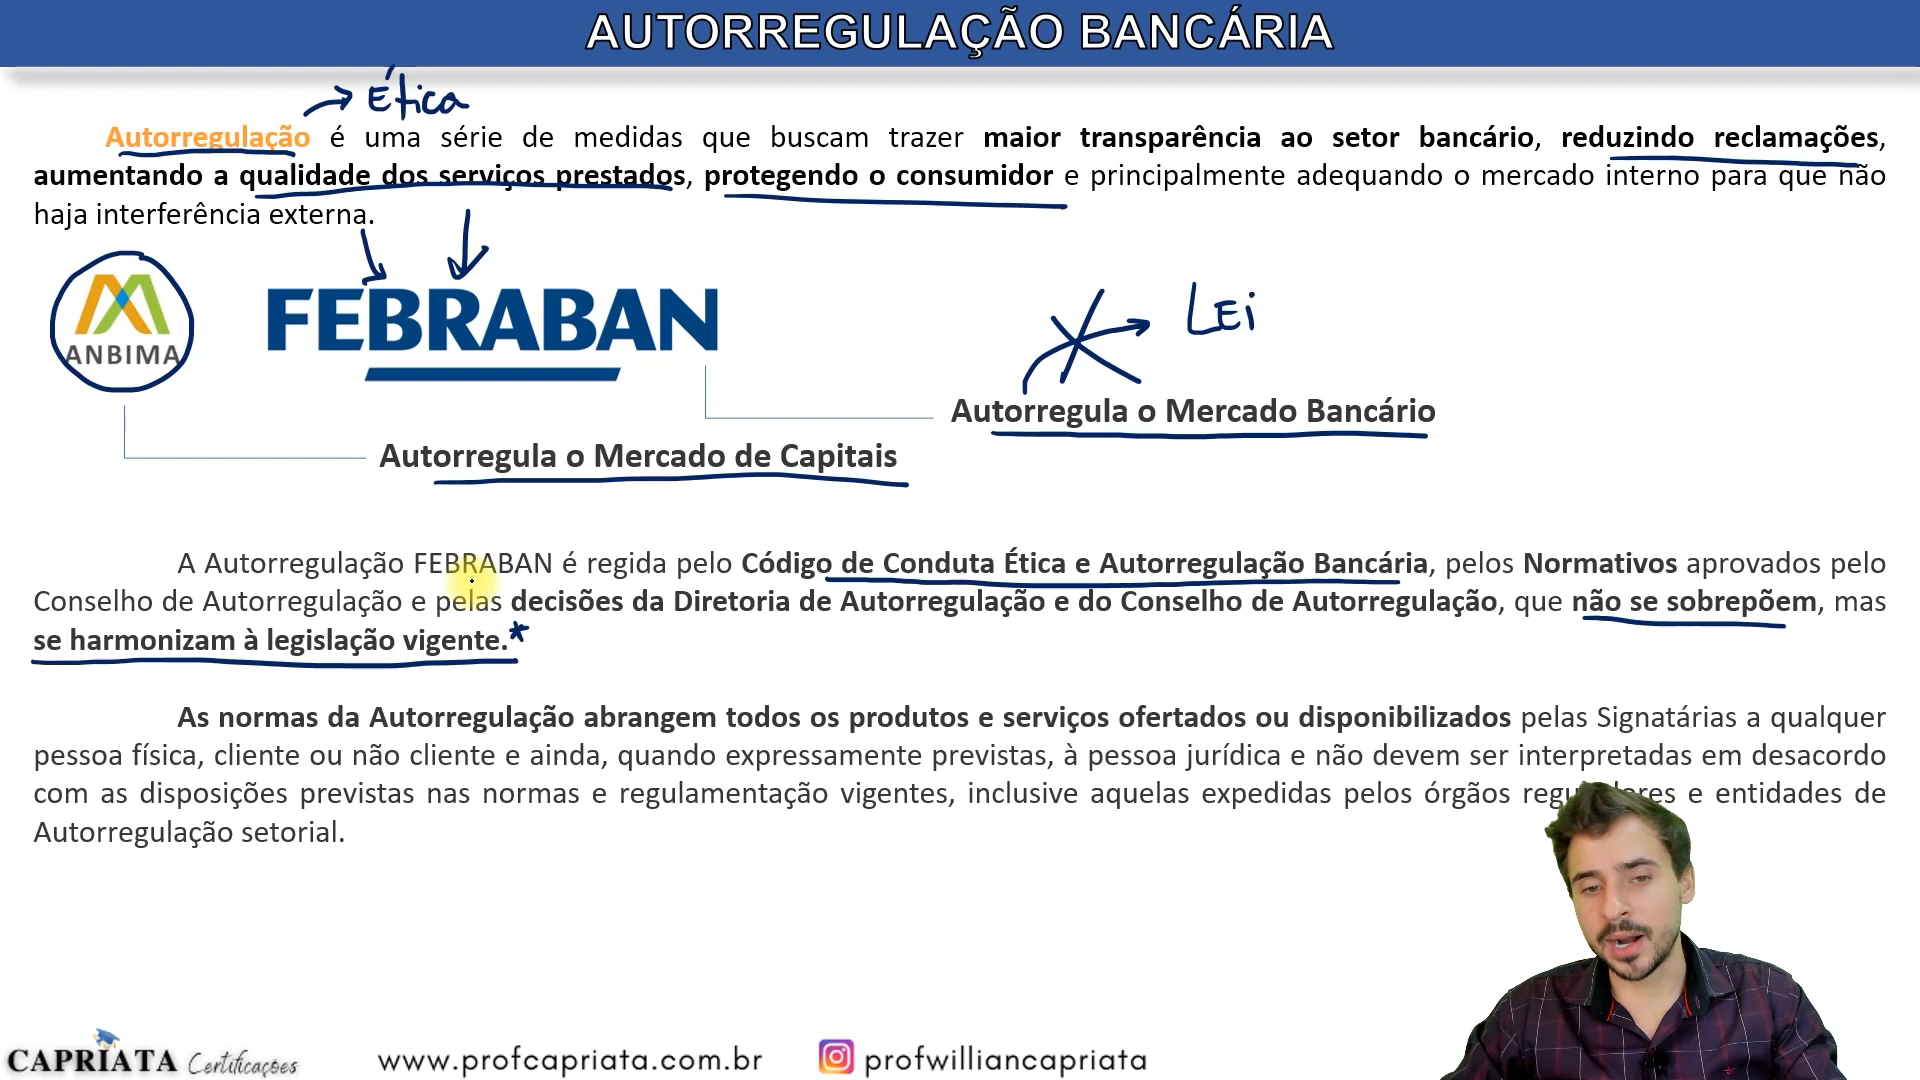 AUTORREGULAÇÃO BANCÁRIA
Ética
Autorregulação é uma série de medidas que buscam trazer maior transparência ao setor bancário, reduzindo reclamações,
aumentando a qualidade dos serviços prestados, protegendo o consumidor e principalmente adequando o mercado interno para que não
haja interferência externa.
ANBIMA
FEBRABAN
LEi
Autorregula o Mercado Bancário
Autorregula o Mercado de Capitais
A Autorregulação FEBRABAN é regida pelo Código de Conduta Ética e Autorregulação Bancária, pelos Normativos aprovados pelo
Conselho de Autorregulação e pelas decisões da Diretoria de Autorregulação e do Conselho de Autorregulação, que não se sobrepõem, mas
se harmonizam à legislação vigente.*
As normas da Autorregulação abrangem todos os produtos e serviços ofertados ou disponibilizados pelas Signatárias a qualquer
pessoa física, cliente ou não cliente e ainda, quando expressamente previstas, à pessoa jurídica e não devem ser interpretadas em desacordo
com as disposições previstas nas normas e regulamentação vigentes, inclusive aquelas expedidas pelos órgãos reguladores e entidades de
Autorregulação setorial.
CAPRIATA Certificações
www.profcapriata.com.br
profwilliancapriata